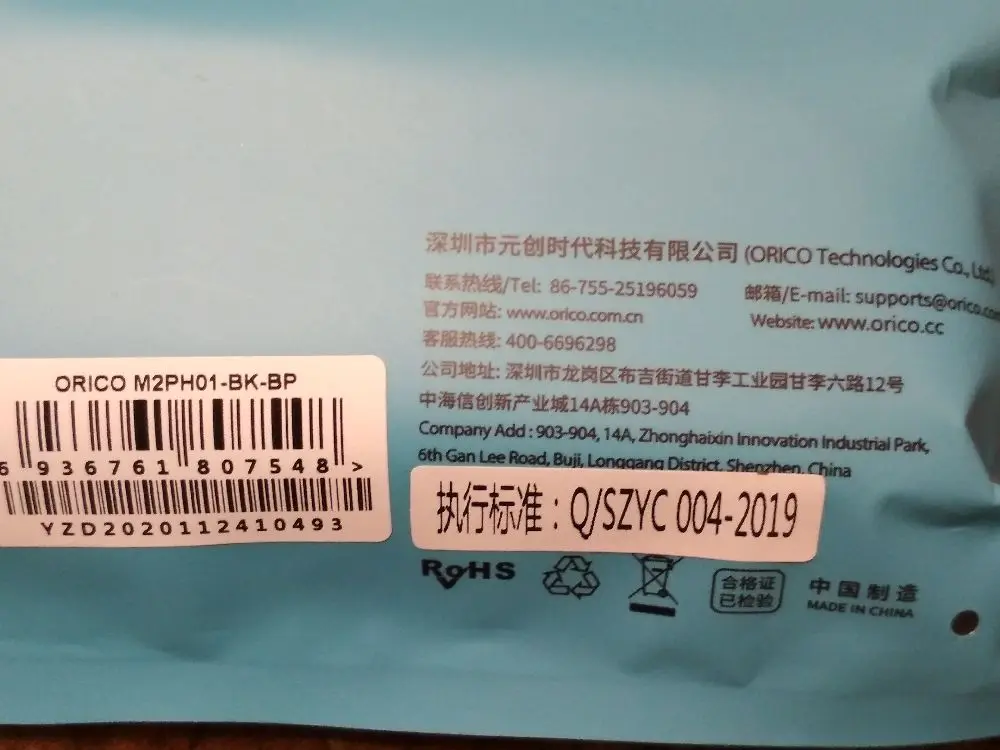 深圳市元创时代科技有限公司 (ORICO Technologies Co., Ltd.
联系热线/Tel: 86-755-25196059 邮箱/E-mail: supports@orico.com
官方网站: www.orico.com.cn Website: www.orico.cc
客服热线: 400-6696298
公司地址: 深圳市龙岗区布吉街道甘李工业园甘李六路12号
中海信创新产业城14A栋903-904
Company Add : 903-904, 14A, Zhonghaixin Innovation Industrial Park,
6th Gan Lee Road, Buji, Longgang District, Shenzhen, China
ORICO M2PH01-BK-BP
6 936761 807548 >
YZD2020112410493
执行标准：Q/SZYC 004-2019
RoHS
合格证
已检验
中国制造
MADE IN CHINA